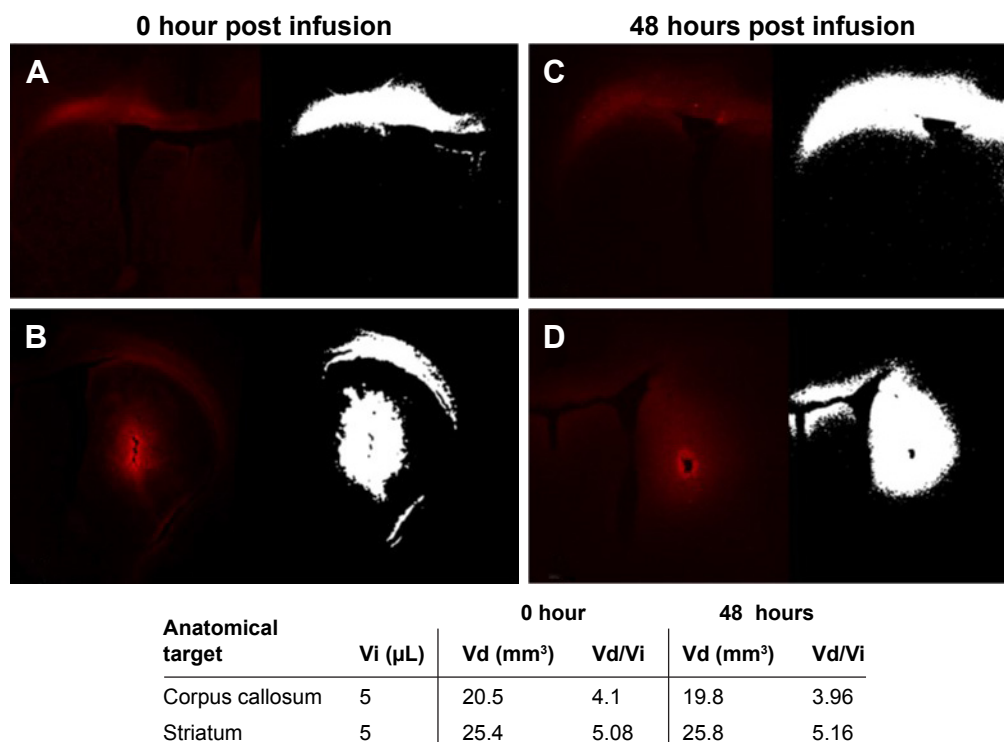 0 hour post infusion
48 hours post infusion
A
C
B
D
0 hour
48 hours
Anatomical
target
Vi (µL)
Vd (mm³)
Vd/Vi
Vd (mm³)
Vd/Vi
Corpus callosum 5 20.5 4.1 19.8 3.96
Striatum 5 25.4 5.08 25.8 5.16